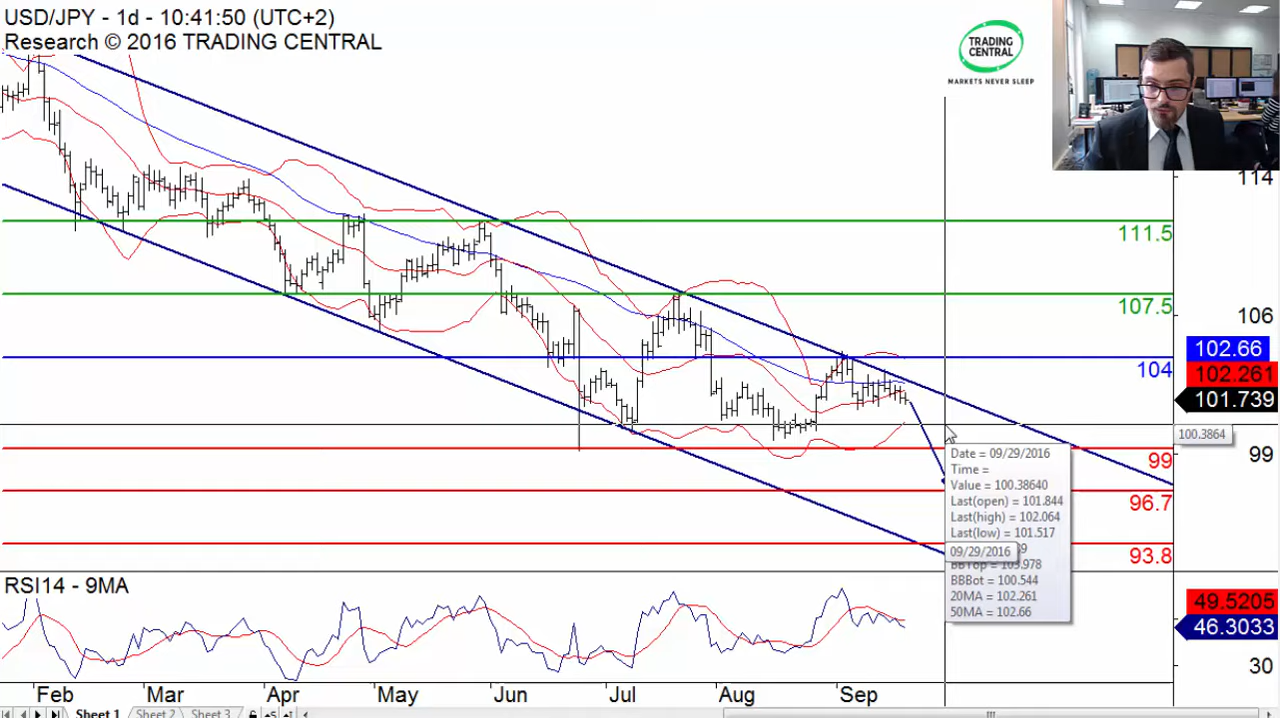 USD/JPY - 1d - 10:41:50 (UTC+2)
Research © 2016 TRADING CENTRAL
TRADING
CENTRAL
MARKETS NEVER SLEEP
114
111.5
107.5
106
102.66
104
102.261
101.739
100.3864
99
99
96.7
93.8
Date = 09/29/2016
Time =
Value = 100.38640
Last(open) = 101.844
Last(high) = 102.064
Last(low) = 101.517
09/29/2016
BBBot = 100.544
20MA = 102.261
50MA = 102.66
RSI14 - 9MA
49.5205
46.3033
30
Feb Mar Apr May Jun Jul Aug Sep
Sheet 1 Sheet 2 Sheet 3